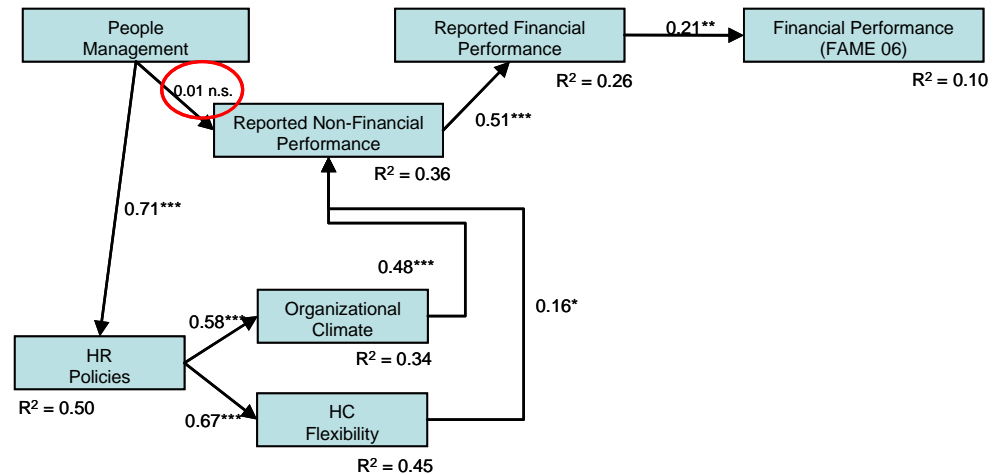 People
Management
Reported Financial
Performance
0.21**
Financial Performance
(FAME 06)
R² = 0.26
R² = 0.10
0.01 n.s.
Reported Non-Financial
Performance
0.51***
R² = 0.36
0.71***
0.48***
0.16*
Organizational
Climate
0.58***
R² = 0.34
HR
Policies
R² = 0.50
0.67***
HC
Flexibility
R² = 0.45